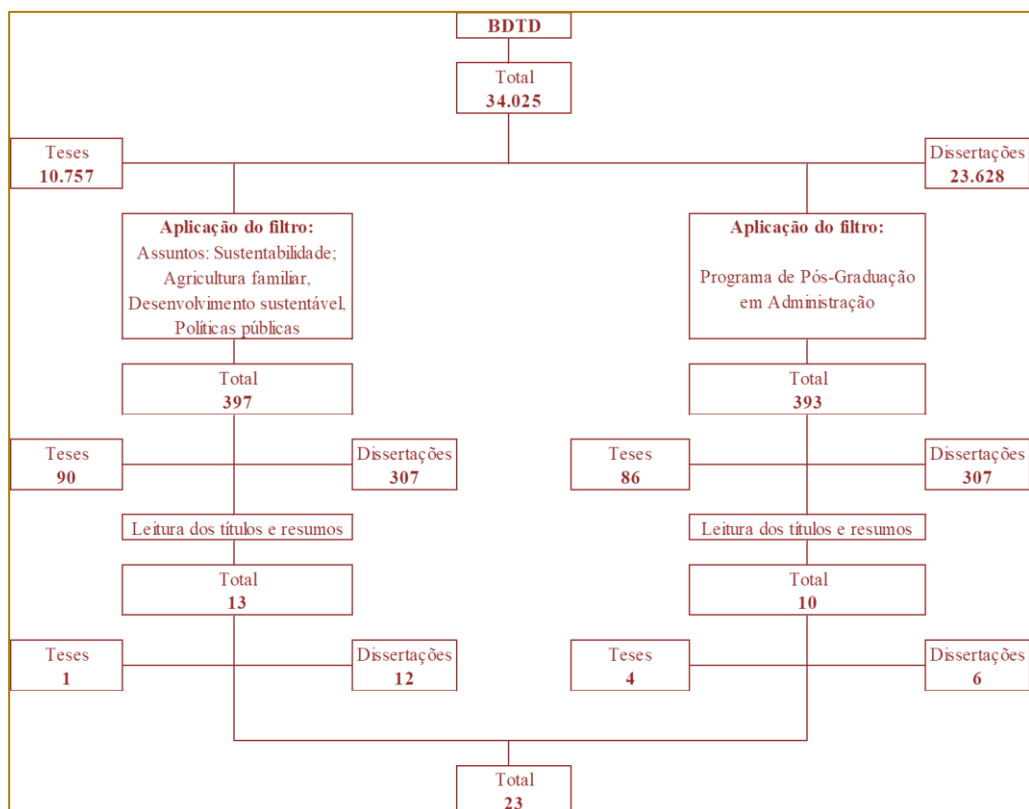 BDTD
Total
34.025
Teses
10.757
Dissertações
23.628
Aplicação do filtro:
Assuntos: Sustentabilidade;
Agricultura familiar,
Desenvolvimento sustentável,
Políticas públicas
Aplicação do filtro:
Programa de Pós-Graduação
em Administração
Total
397
Total
393
Teses
90
Dissertações
307
Teses
86
Dissertações
307
Leitura dos títulos e resumos
Leitura dos títulos e resumos
Total
13
Total
10
Teses
1
Dissertações
12
Teses
4
Dissertações
6
Total
23